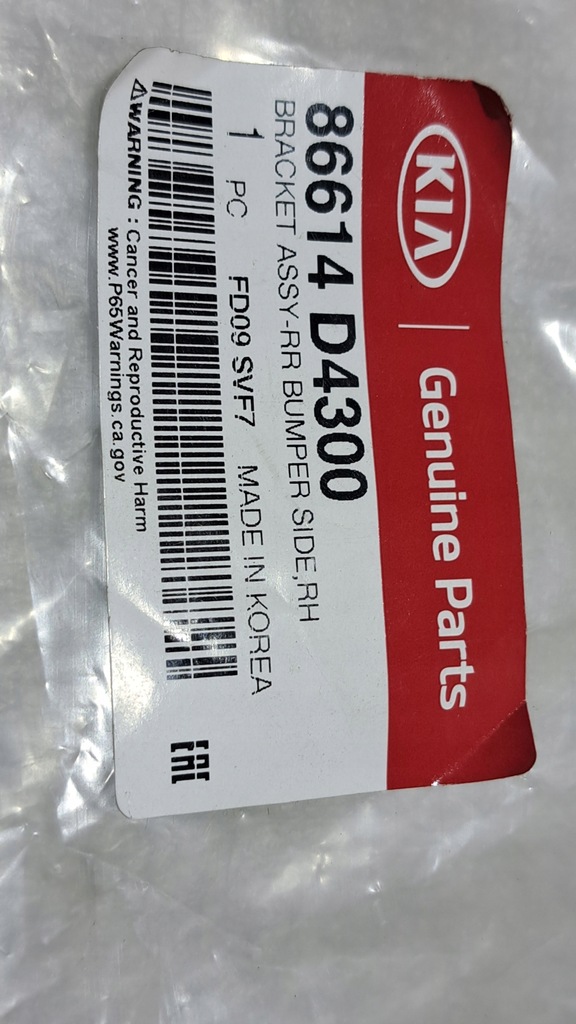 KIA | Genuine Parts
86614 D4300
BRACKET ASSY-RR BUMPER SIDE,RH
1 PC FD09 SVF7 MADE IN KOREA
EAC
⚠WARNING : Cancer and Reproductive Harm
www.P65Warnings.ca.gov